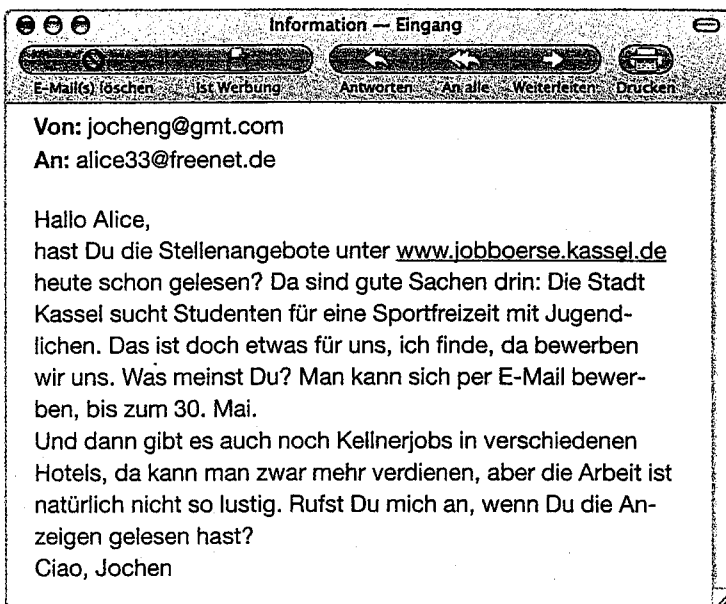 Information — Eingang
E-Mail(s) löschen Ist Werbung Antworten An alle Weiterleiten Drucken
Von: jocheng@gmt.com
An: alice33@freenet.de
Hallo Alice,
hast Du die Stellenangebote unter www.jobboerse.kassel.de
heute schon gelesen? Da sind gute Sachen drin: Die Stadt
Kassel sucht Studenten für eine Sportfreizeit mit Jugend-
lichen. Das ist doch etwas für uns, ich finde, da bewerben
wir uns. Was meinst Du? Man kann sich per E-Mail bewer-
ben, bis zum 30. Mai.
Und dann gibt es auch noch Kellnerjobs in verschiedenen
Hotels, da kann man zwar mehr verdienen, aber die Arbeit ist
natürlich nicht so lustig. Rufst Du mich an, wenn Du die An-
zeigen gelesen hast?
Ciao, Jochen